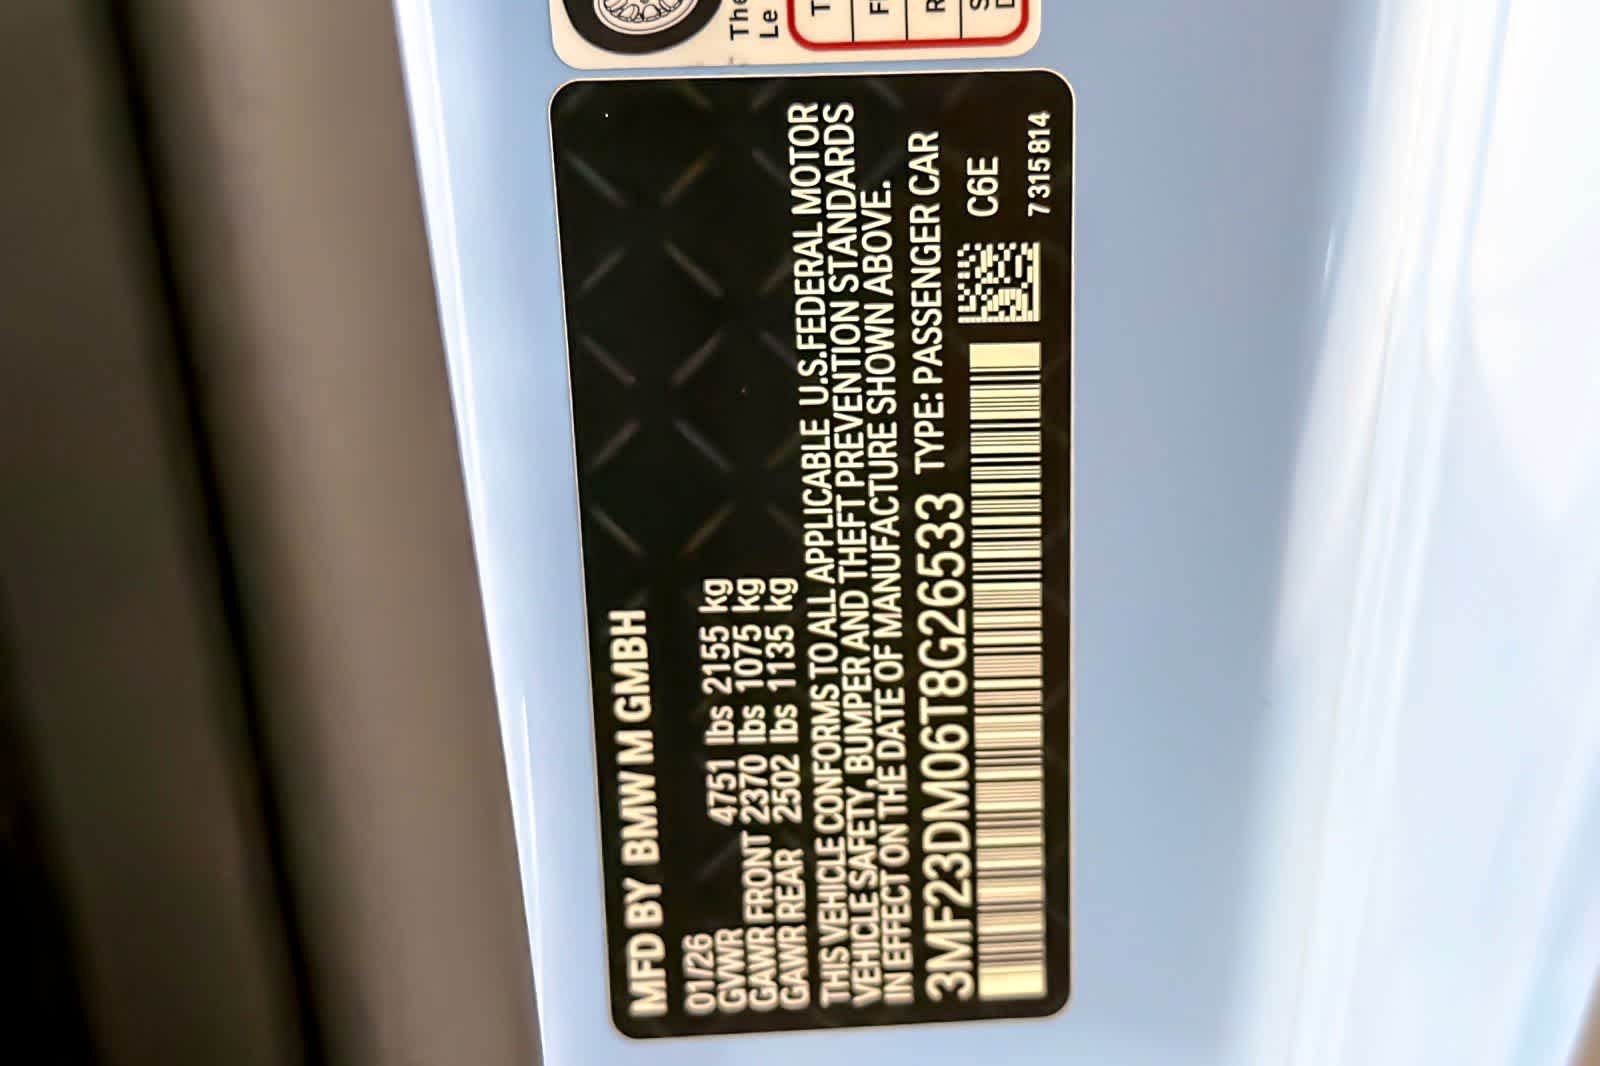 The
Le
MFD BY BMW M GMBH
01/26
GVWR 4751 lbs 2155 kg
GAWR FRONT 2370 lbs 1075 kg
GAWR REAR 2502 lbs 1135 kg
THIS VEHICLE CONFORMS TO ALL APPLICABLE U.S.FEDERAL MOTOR
VEHICLE SAFETY, BUMPER AND THEFT PREVENTION STANDARDS
IN EFFECT ON THE DATE OF MANUFACTURE SHOWN ABOVE.
3MF23DM06T8G26533 TYPE: PASSENGER CAR
C6E
7315814